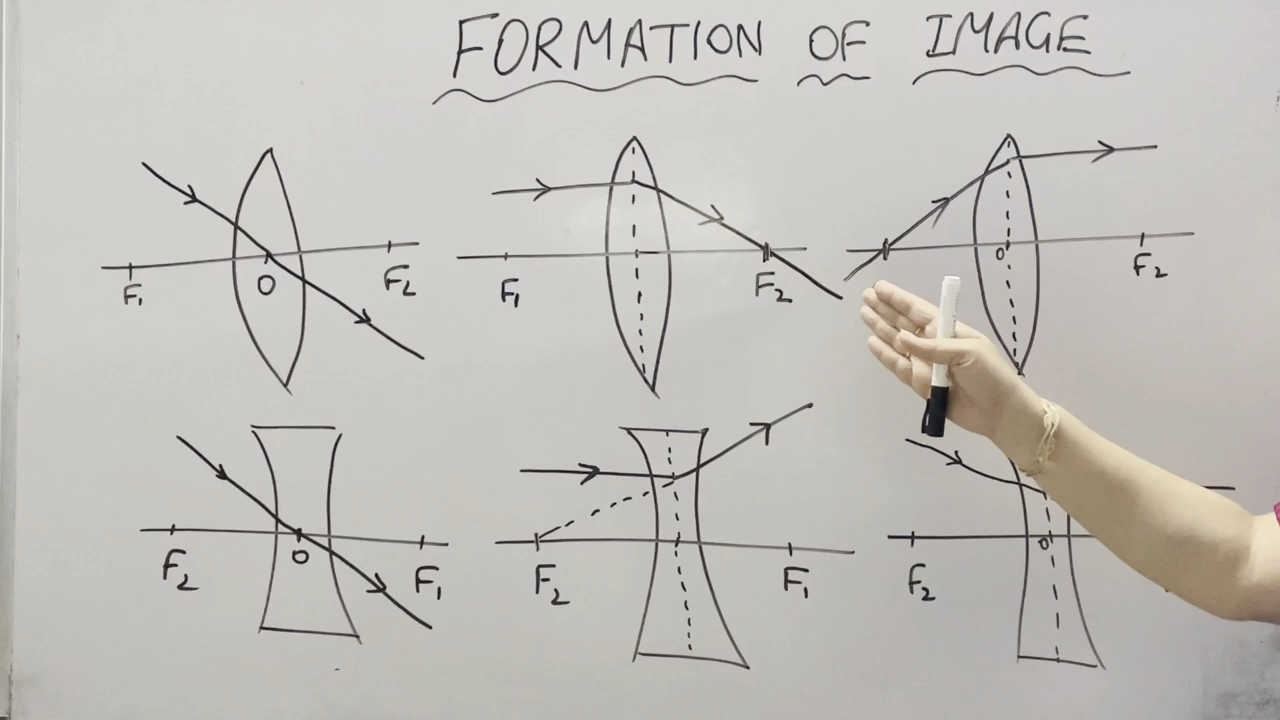 FORMATION OF IMAGE
F₁ O F₂
F₁ F₂
O F₂
F₂ O F₁
F₂ F₁
F₂ O